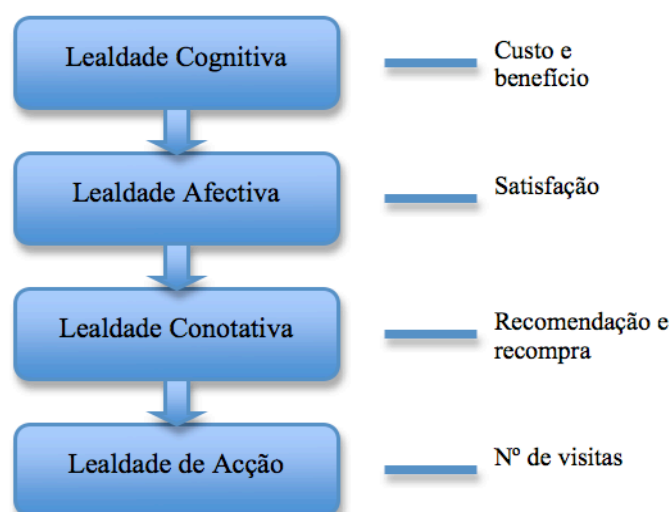 Lealdade Cognitiva
Custo e
benefício
Lealdade Afectiva
Satisfação
Lealdade Conotativa
Recomendação e
recompra
Lealdade de Acção
Nº de visitas